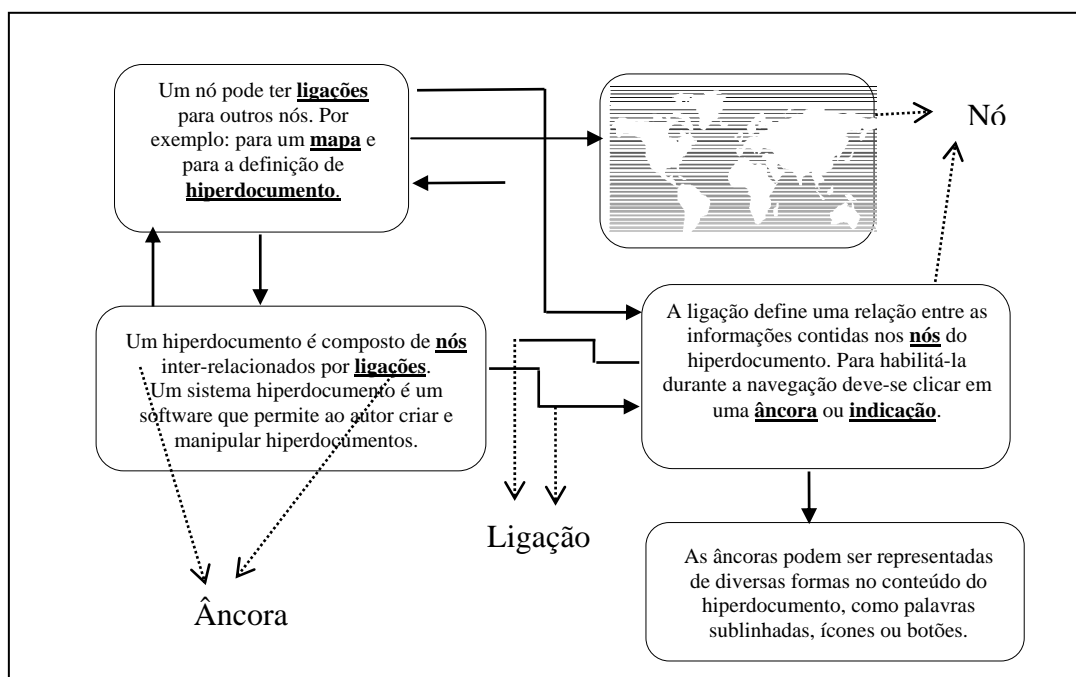 Um nó pode ter ligações
para outros nós. Por
exemplo: para um mapa e
para a definição de
hiperdocumento.
Nó
Um hiperdocumento é composto de nós
inter-relacionados por ligações.
Um sistema hiperdocumento é um
software que permite ao autor criar e
manipular hiperdocumentos.
A ligação define uma relação entre as
informações contidas nos nós do
hiperdocumento. Para habilitá-la
durante a navegação deve-se clicar em
uma âncora ou indicação.
Ligação
Âncora
As âncoras podem ser representadas
de diversas formas no conteúdo do
hiperdocumento, como palavras
sublinhadas, ícones ou botões.